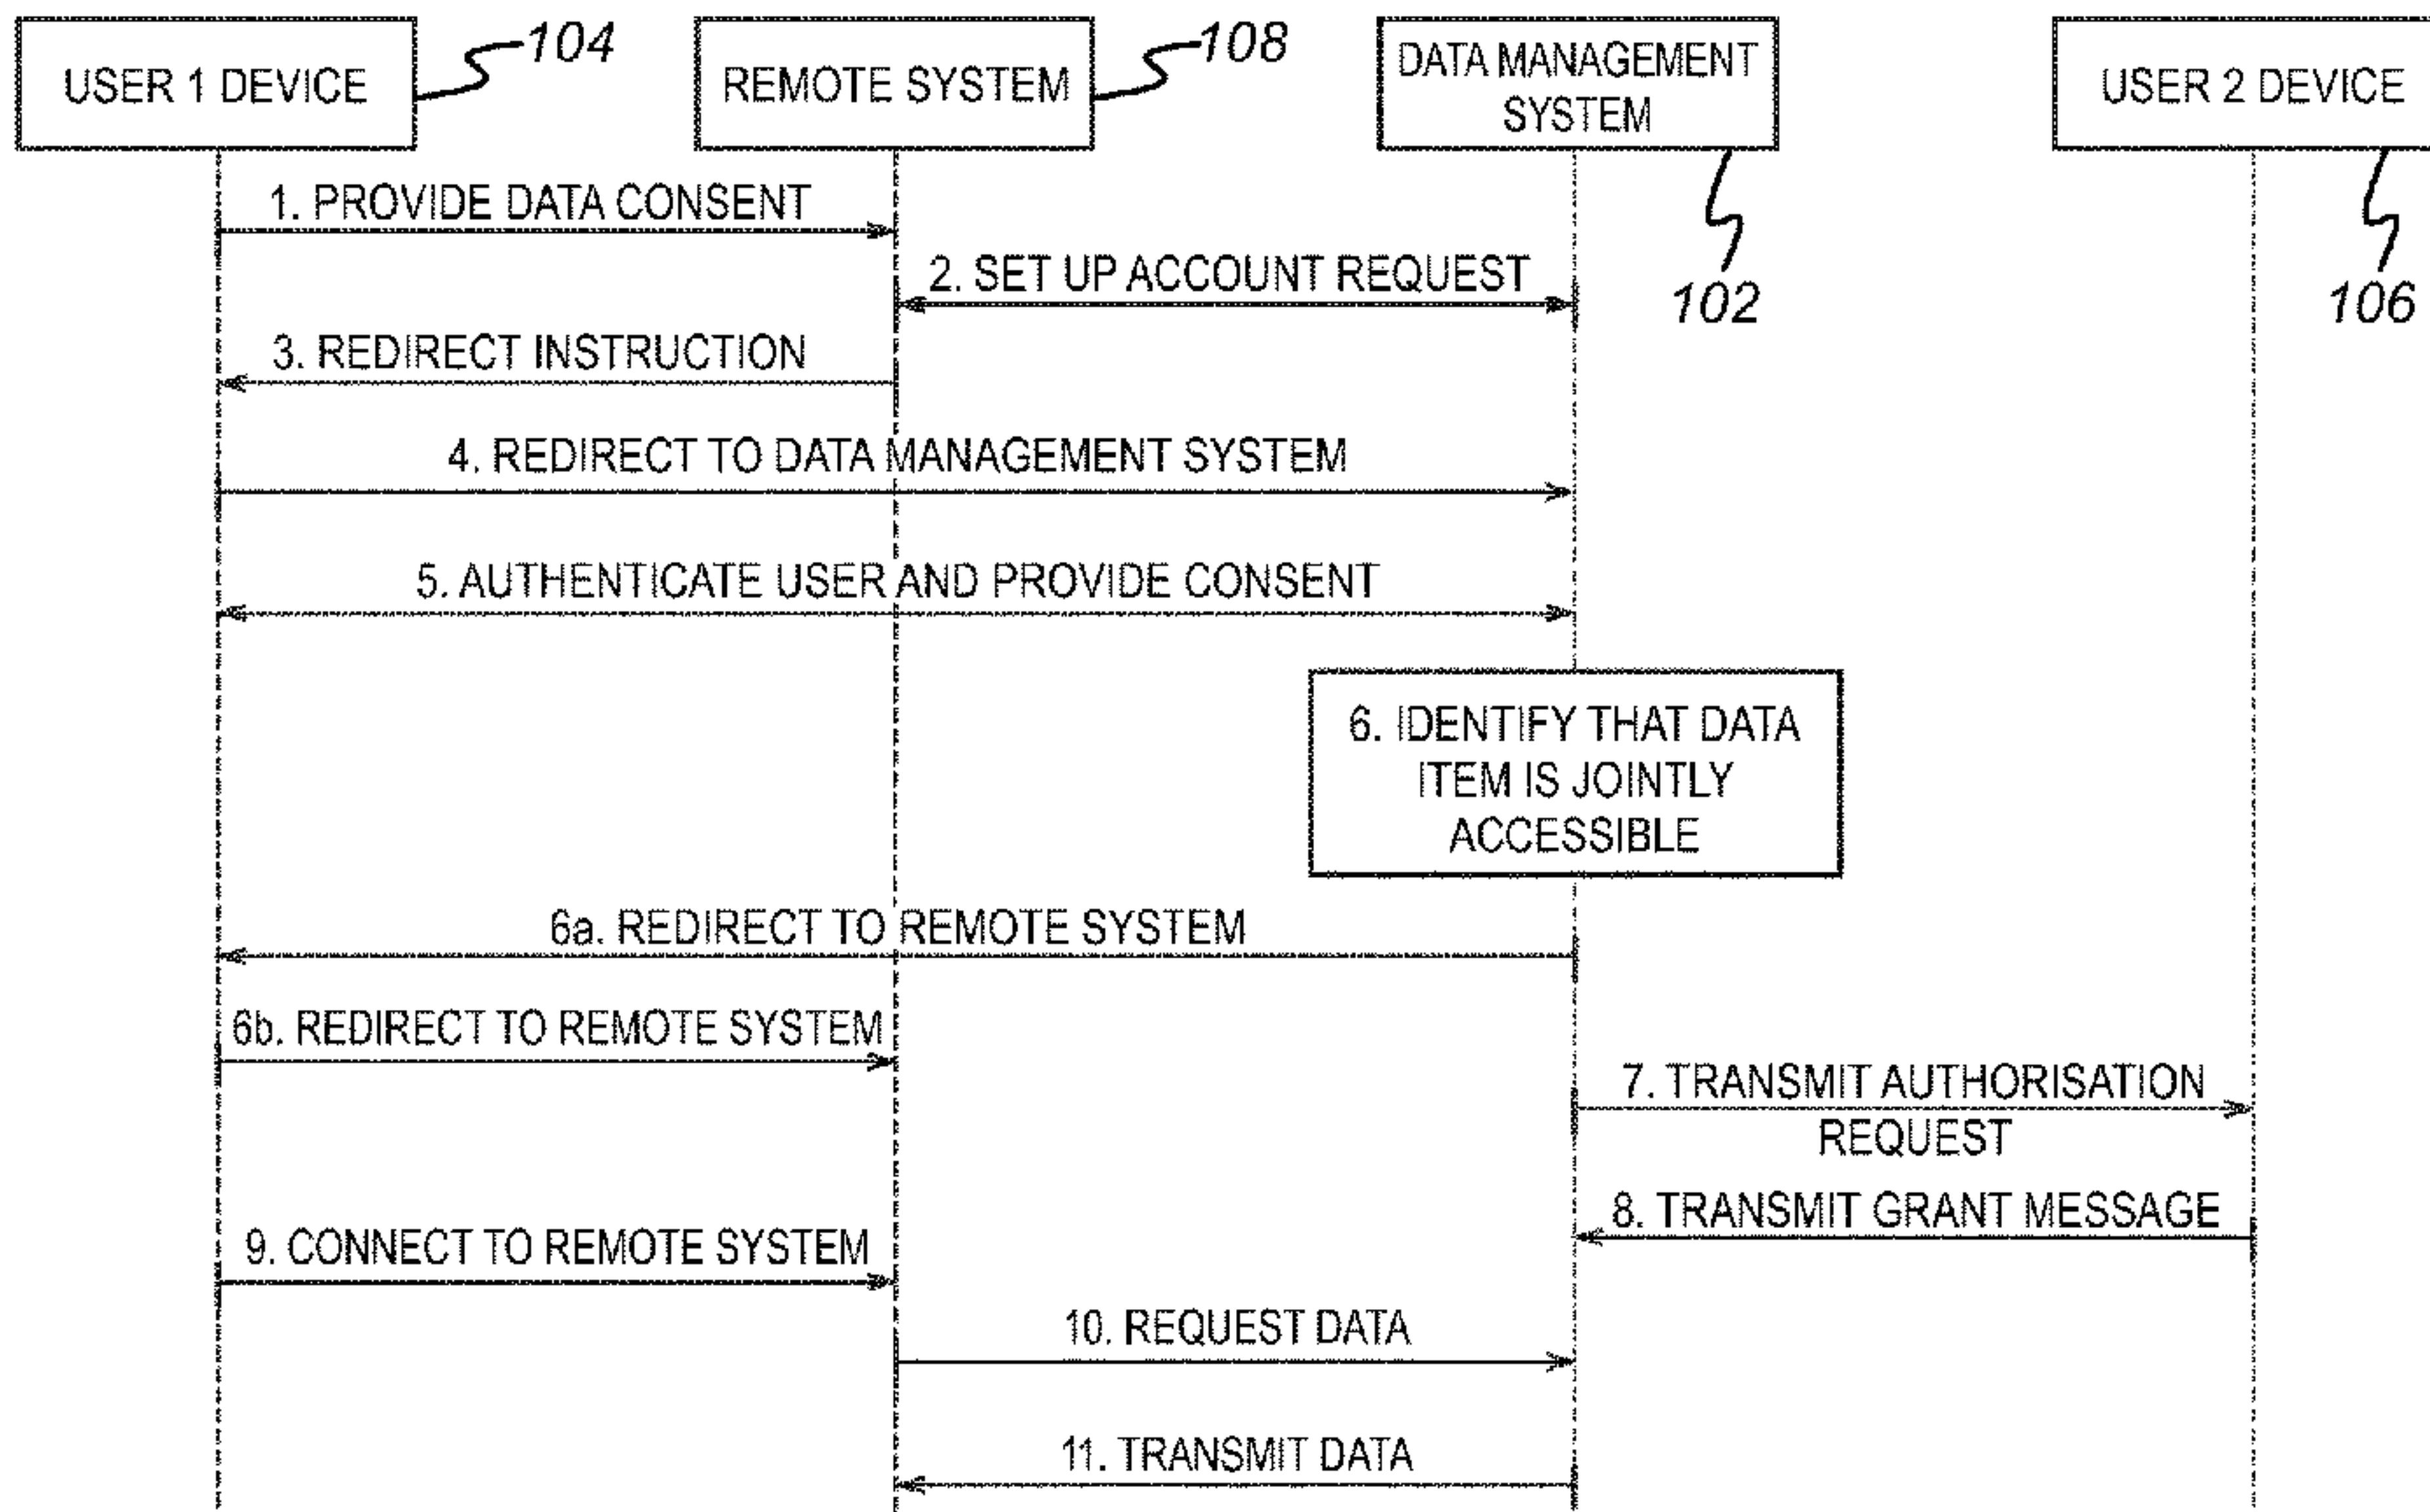 USER 1 DEVICE
104
REMOTE SYSTEM
108
DATA MANAGEMENT
SYSTEM
102
USER 2 DEVICE
106
1. PROVIDE DATA CONSENT
2. SET UP ACCOUNT REQUEST
3. REDIRECT INSTRUCTION
4. REDIRECT TO DATA MANAGEMENT SYSTEM
5. AUTHENTICATE USER AND PROVIDE CONSENT
6. IDENTIFY THAT DATA
ITEM IS JOINTLY
ACCESSIBLE
6a. REDIRECT TO REMOTE SYSTEM
6b. REDIRECT TO REMOTE SYSTEM
7. TRANSMIT AUTHORISATION
REQUEST
8. TRANSMIT GRANT MESSAGE
9. CONNECT TO REMOTE SYSTEM
10. REQUEST DATA
11. TRANSMIT DATA